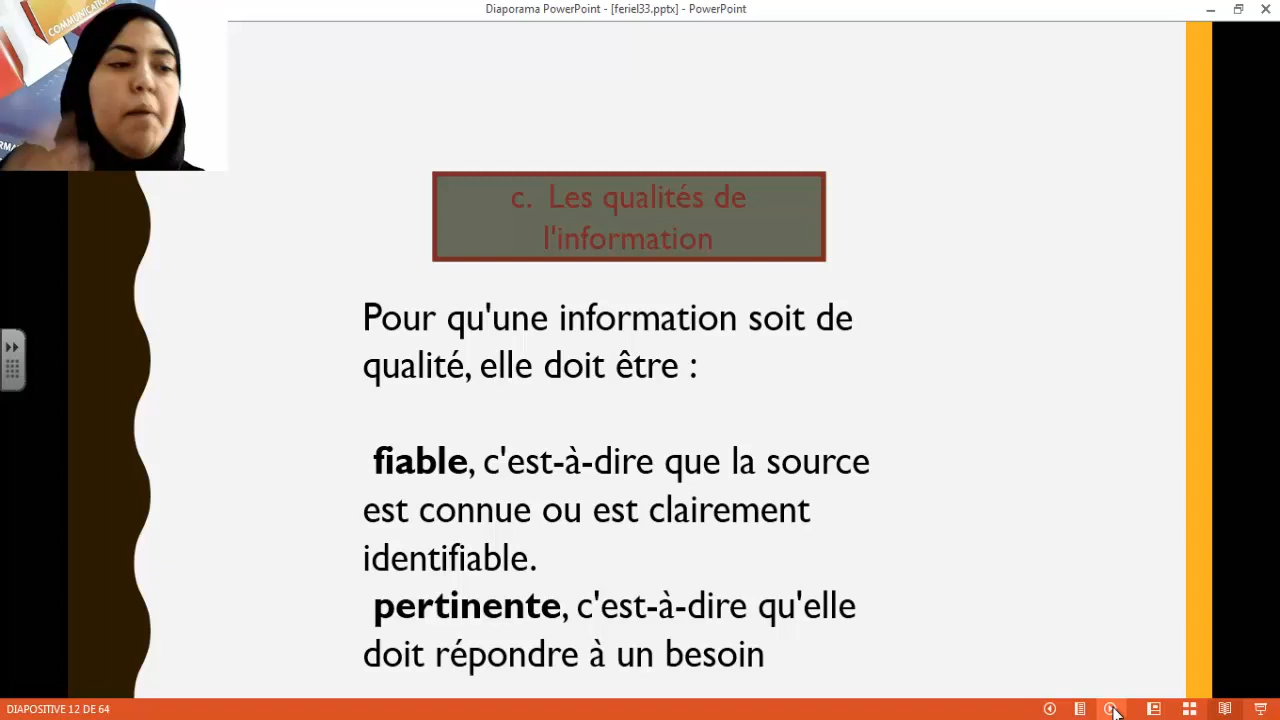 Diaporama PowerPoint - [feriel33.pptx] - PowerPoint
COMMUNICATION
c. Les qualités de
l'information
Pour qu'une information soit de
qualité, elle doit être :
fiable, c'est-à-dire que la source
est connue ou est clairement
identifiable.
pertinente, c'est-à-dire qu'elle
doit répondre à un besoin
DIAPOSITIVE 12 DE 64